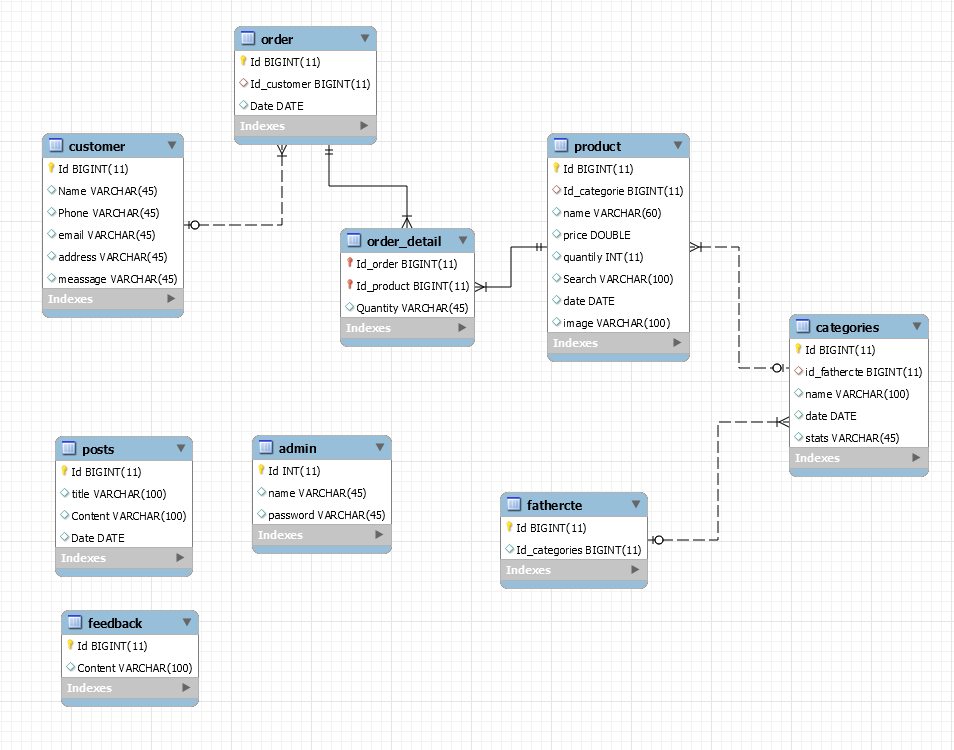 order
Id BIGINT(11)
Id_customer BIGINT(11)
Date DATE
Indexes
customer
Id BIGINT(11)
Name VARCHAR(45)
Phone VARCHAR(45)
email VARCHAR(45)
address VARCHAR(45)
meassage VARCHAR(45)
Indexes
product
Id BIGINT(11)
Id_categorie BIGINT(11)
name VARCHAR(60)
price DOUBLE
quantily INT(11)
Search VARCHAR(100)
date DATE
image VARCHAR(100)
Indexes
order_detail
Id_order BIGINT(11)
Id_product BIGINT(11)
Quantity VARCHAR(45)
Indexes
categories
Id BIGINT(11)
id_fathercte BIGINT(11)
name VARCHAR(100)
date DATE
stats VARCHAR(45)
Indexes
posts
Id BIGINT(11)
title VARCHAR(100)
Content VARCHAR(100)
Date DATE
Indexes
admin
Id INT(11)
name VARCHAR(45)
password VARCHAR(45)
Indexes
fathercte
Id BIGINT(11)
Id_categories BIGINT(11)
Indexes
feedback
Id BIGINT(11)
Content VARCHAR(100)
Indexes